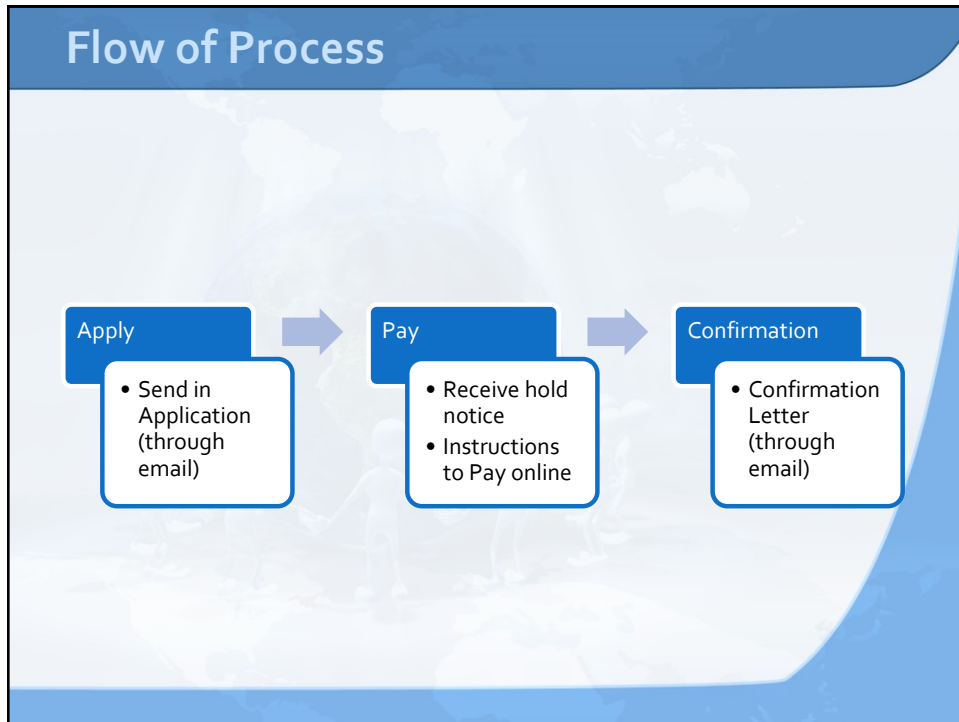 Flow of Process
Apply
• Send in
Application
(through
email)
Pay
• Receive hold
notice
• Instructions
to Pay online
Confirmation
• Confirmation
Letter
(through
email)